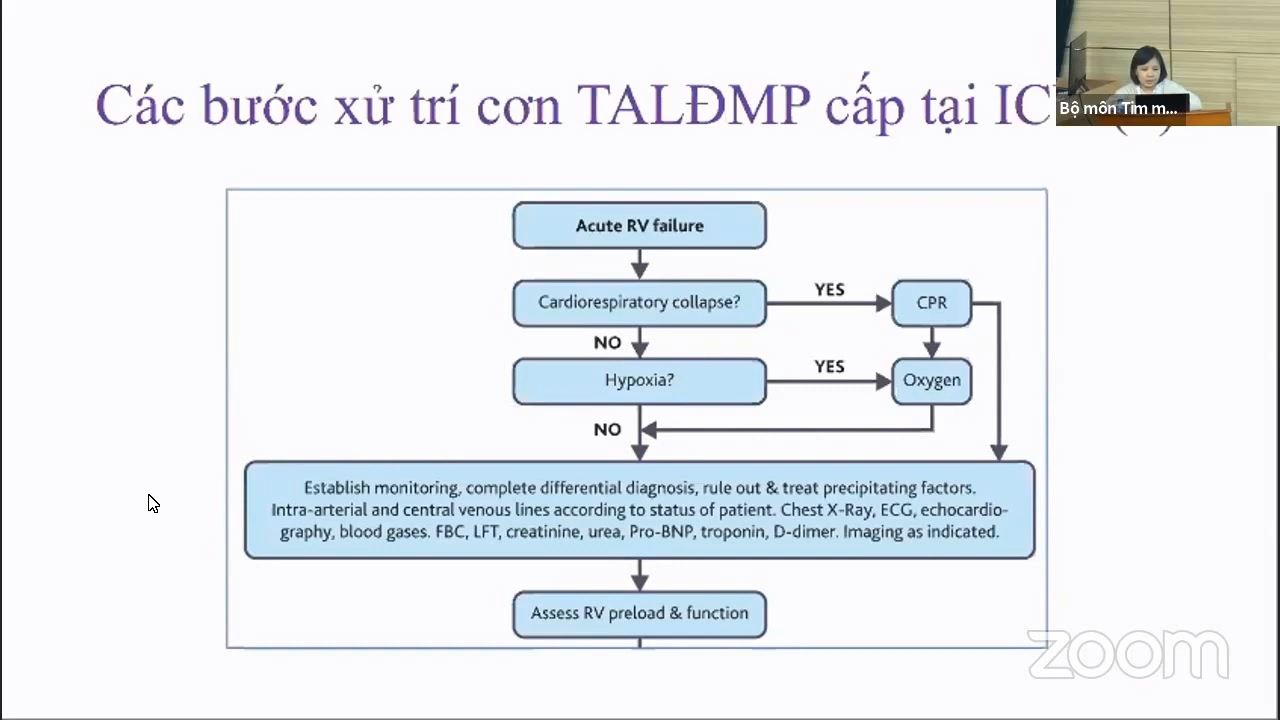 Các bước xử trí cơn TALĐMP cấp tại
Bộ môn Tim m...
Acute RV failure
Cardiorespiratory collapse?
YES
CPR
NO
Hypoxia?
YES
Oxygen
NO
Establish monitoring, complete differential diagnosis, rule out & treat precipitating factors.
Intra-arterial and central venous lines according to status of patient. Chest X-Ray, ECG, echocardio-
graphy, blood gases. FBC, LFT, creatinine, urea, Pro-BNP, troponin, D-dimer. Imaging as indicated.
Assess RV preload & function
zoom